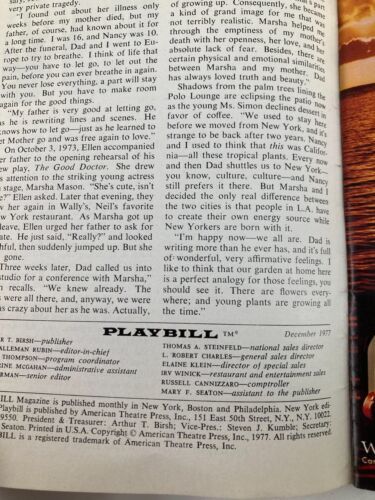 very private tragedy.
"I found out about her illness only
weeks before my mother died, but my
father, of course, had known about it for
a long time. I was 16, and Nancy was 10.
After the funeral, Dad and I went to Eu-
rope to try to breathe. I think of life that
way—you have to let go, to let out the
pain, before you can ever breathe in again.
You never lose everything, a part will stay
with you. But you have to make room
again for the good things.
"My father is very good at letting go,
as he is rewriting lines and scenes. He
knows how to let go—just as he learned to
let Mother go and was free again to love."
On October 3, 1973, Ellen accompanied
her father to the opening rehearsal of his
new play, The Good Doctor. She drew
his attention to the striking young actress
on stage, Marsha Mason. "She's cute, isn't
she?" Ellen asked. Later that evening, they
saw her again in Wally's, Neil's favorite
New York restaurant. As Marsha got up
to leave, Ellen urged her father to ask for
a date. He just said, "Really?" and looked
wistful, then suddenly jumped up. But she
was gone.
Three weeks later, Dad called us into
his studio for a conference with Marsha,"
Ellen recalls. "We knew already. The
was were all there, and, anyway, we were
as crazy about her as he was. Actually,
of growing up. Consequently, she has
a kind of grand image for me that was
not terribly realistic. Marsha helped me
through the emptiness of my mother's
death with her openness, her love, and her
absolute lack of fear. Besides, there are
certain physical and emotional similarities
between Marsha and my mother. Dad
has always loved truth and beauty."
Shadows from the palm trees lining the
Polo Lounge are eclipsing the patio now
as the young Ms. Simon declines dessert in
favor of coffee. "We used to stay here
before we moved from New York, and it's
strange to be back after two years. Nancy
and I used to think that this was Califor-
nia—all these tropical plants. Every now
and then Dad shuttles us to New York—
you know, culture, culture—and Nancy
still prefers it there. But Marsha and I
decided the only real difference between
the two cities is that people in L.A. have
to create their own energy source while
New Yorkers are born with it.
"I'm happy now—we all are. Dad is
writing more than he ever has, and it's full
of wonderful, very affirmative feelings. I
like to think that our garden at home here
is a perfect analogy for those feelings, you
should see it. There are flowers every-
where; and young plants are growing all
the time."
PLAYBILL ™® December 1977
R T. BIRSH—publisher
ALLEMAN RUBIN—editor-in-chief
THOMPSON—program coordinator
INE MCGAHAN—administrative assistant
RMAN—senior editor
THOMAS A. STEINFELD—national sales director
L. ROBERT CHARLES—general sales director
ELAINE KLEIN—director of special sales
IRV WINICK—restaurant and entertainment sales
RUSSELL CANNIZZARO—comptroller
MARY F. SEATON—assistant to the publisher
BILL Magazine is published monthly in New York, Boston and Philadelphia. New York edi-
Playbill is published by American Theatre Press, Inc., 151 East 50th Street, N.Y., N.Y. 10022.
9550. President & Treasurer: Arthur T. Birsh; Vice-Pres.: Steven J. Kumble; Secretary:
Seaton. Printed in U.S.A. Copyright © American Theatre Press, Inc., 1977. All rights reserved.
BILL is a registered trademark of American Theatre Press, Inc.